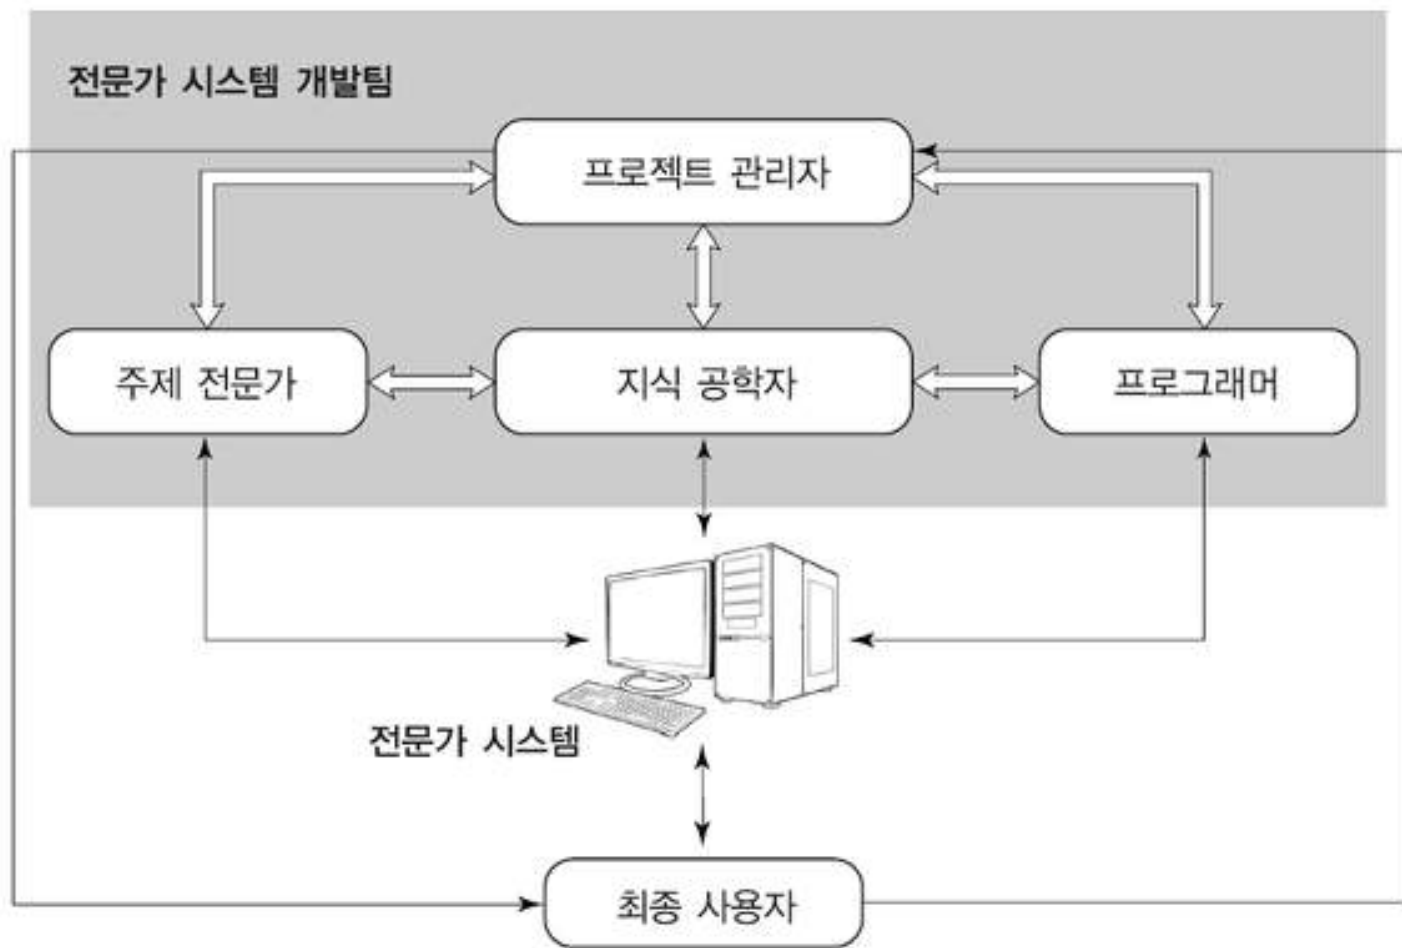 전문가 시스템 개발팀
프로젝트 관리자
주제 전문가
지식 공학자
프로그래머
전문가 시스템
최종 사용자